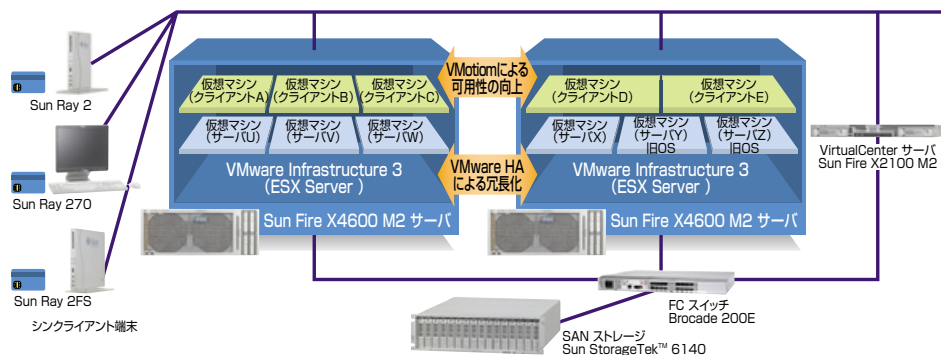 Sun Ray 2
Sun Ray 270
Sun Ray 2FS
シンクライアント端末
仮想マシン
(クライアントA)
仮想マシン
(クライアントB)
仮想マシン
(クライアントC)
仮想マシン
(サーバU)
仮想マシン
(サーバV)
仮想マシン
(サーバW)
VMware Infrastructure 3
(ESX Server )
Sun Fire X4600 M2 サーバ
VMotiomによる
可用性の向上
VMware HA
による冗長化
仮想マシン
(クライアントD)
仮想マシン
(クライアントE)
仮想マシン
(サーバX)
仮想マシン
(サーバY)
旧OS
仮想マシン
(サーバZ)
旧OS
VMware Infrastructure 3
(ESX Server )
Sun Fire X4600 M2 サーバ
VirtualCenter サーバ
Sun Fire X2100 M2
FC スイッチ
Brocade 200E
SAN ストレージ
Sun StorageTek™ 6140